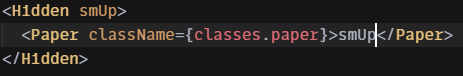 <Hidden smUp>
  <Paper className={classes.paper}>smUp</Paper>
</Hidden>